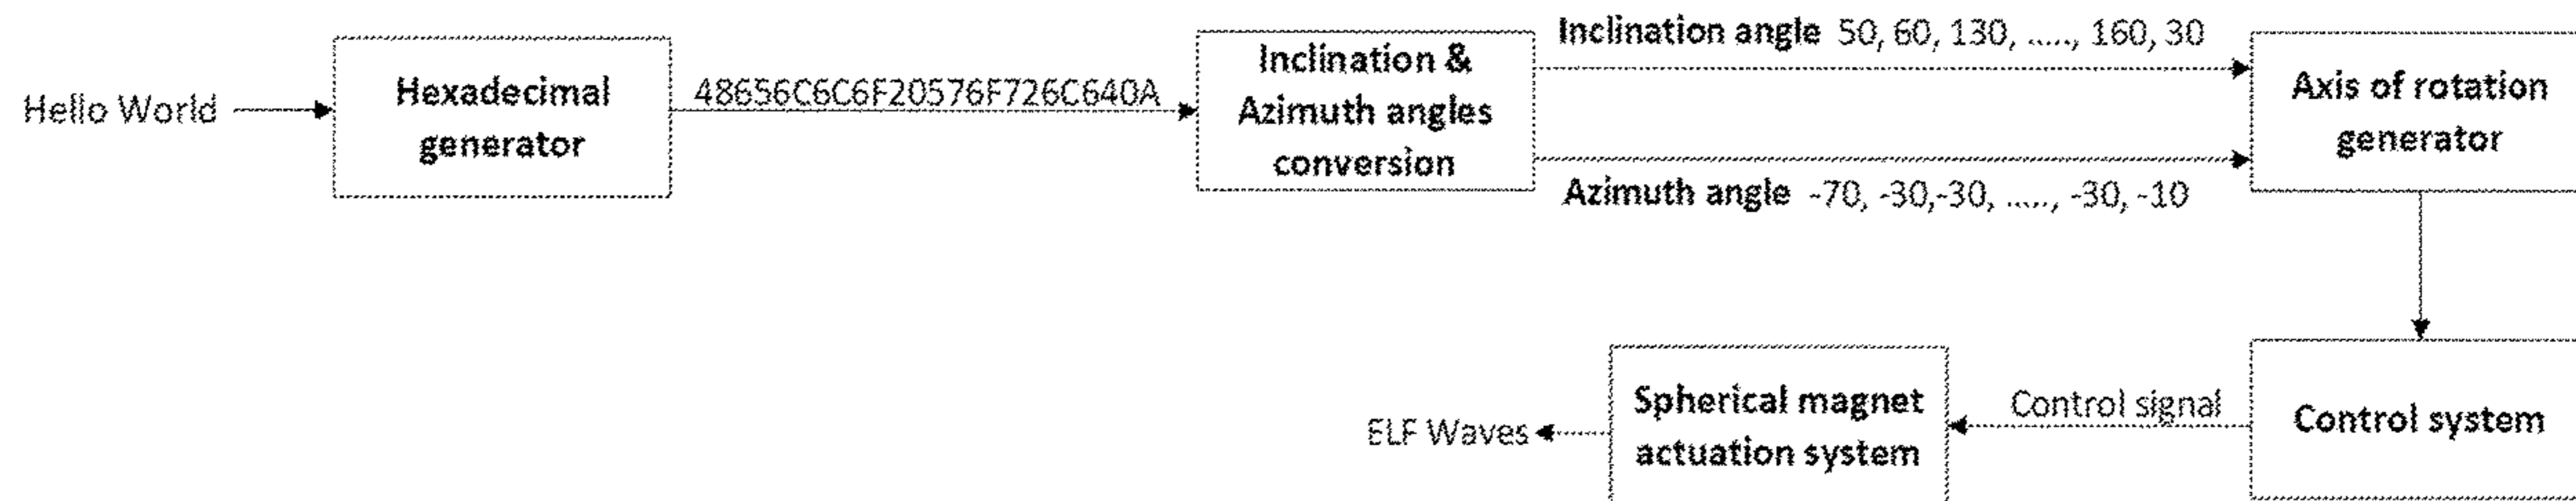 Hello World
Hexadecimal
generator
48656C6C6F20576F726C640A
Inclination &
Azimuth angles
conversion
Inclination angle 50, 60, 130, ....., 160, 30
Azimuth angle -70, -30,-30, ....., -30, -10
Axis of rotation
generator
Control system
Control signal
Spherical magnet
actuation system
ELF Waves